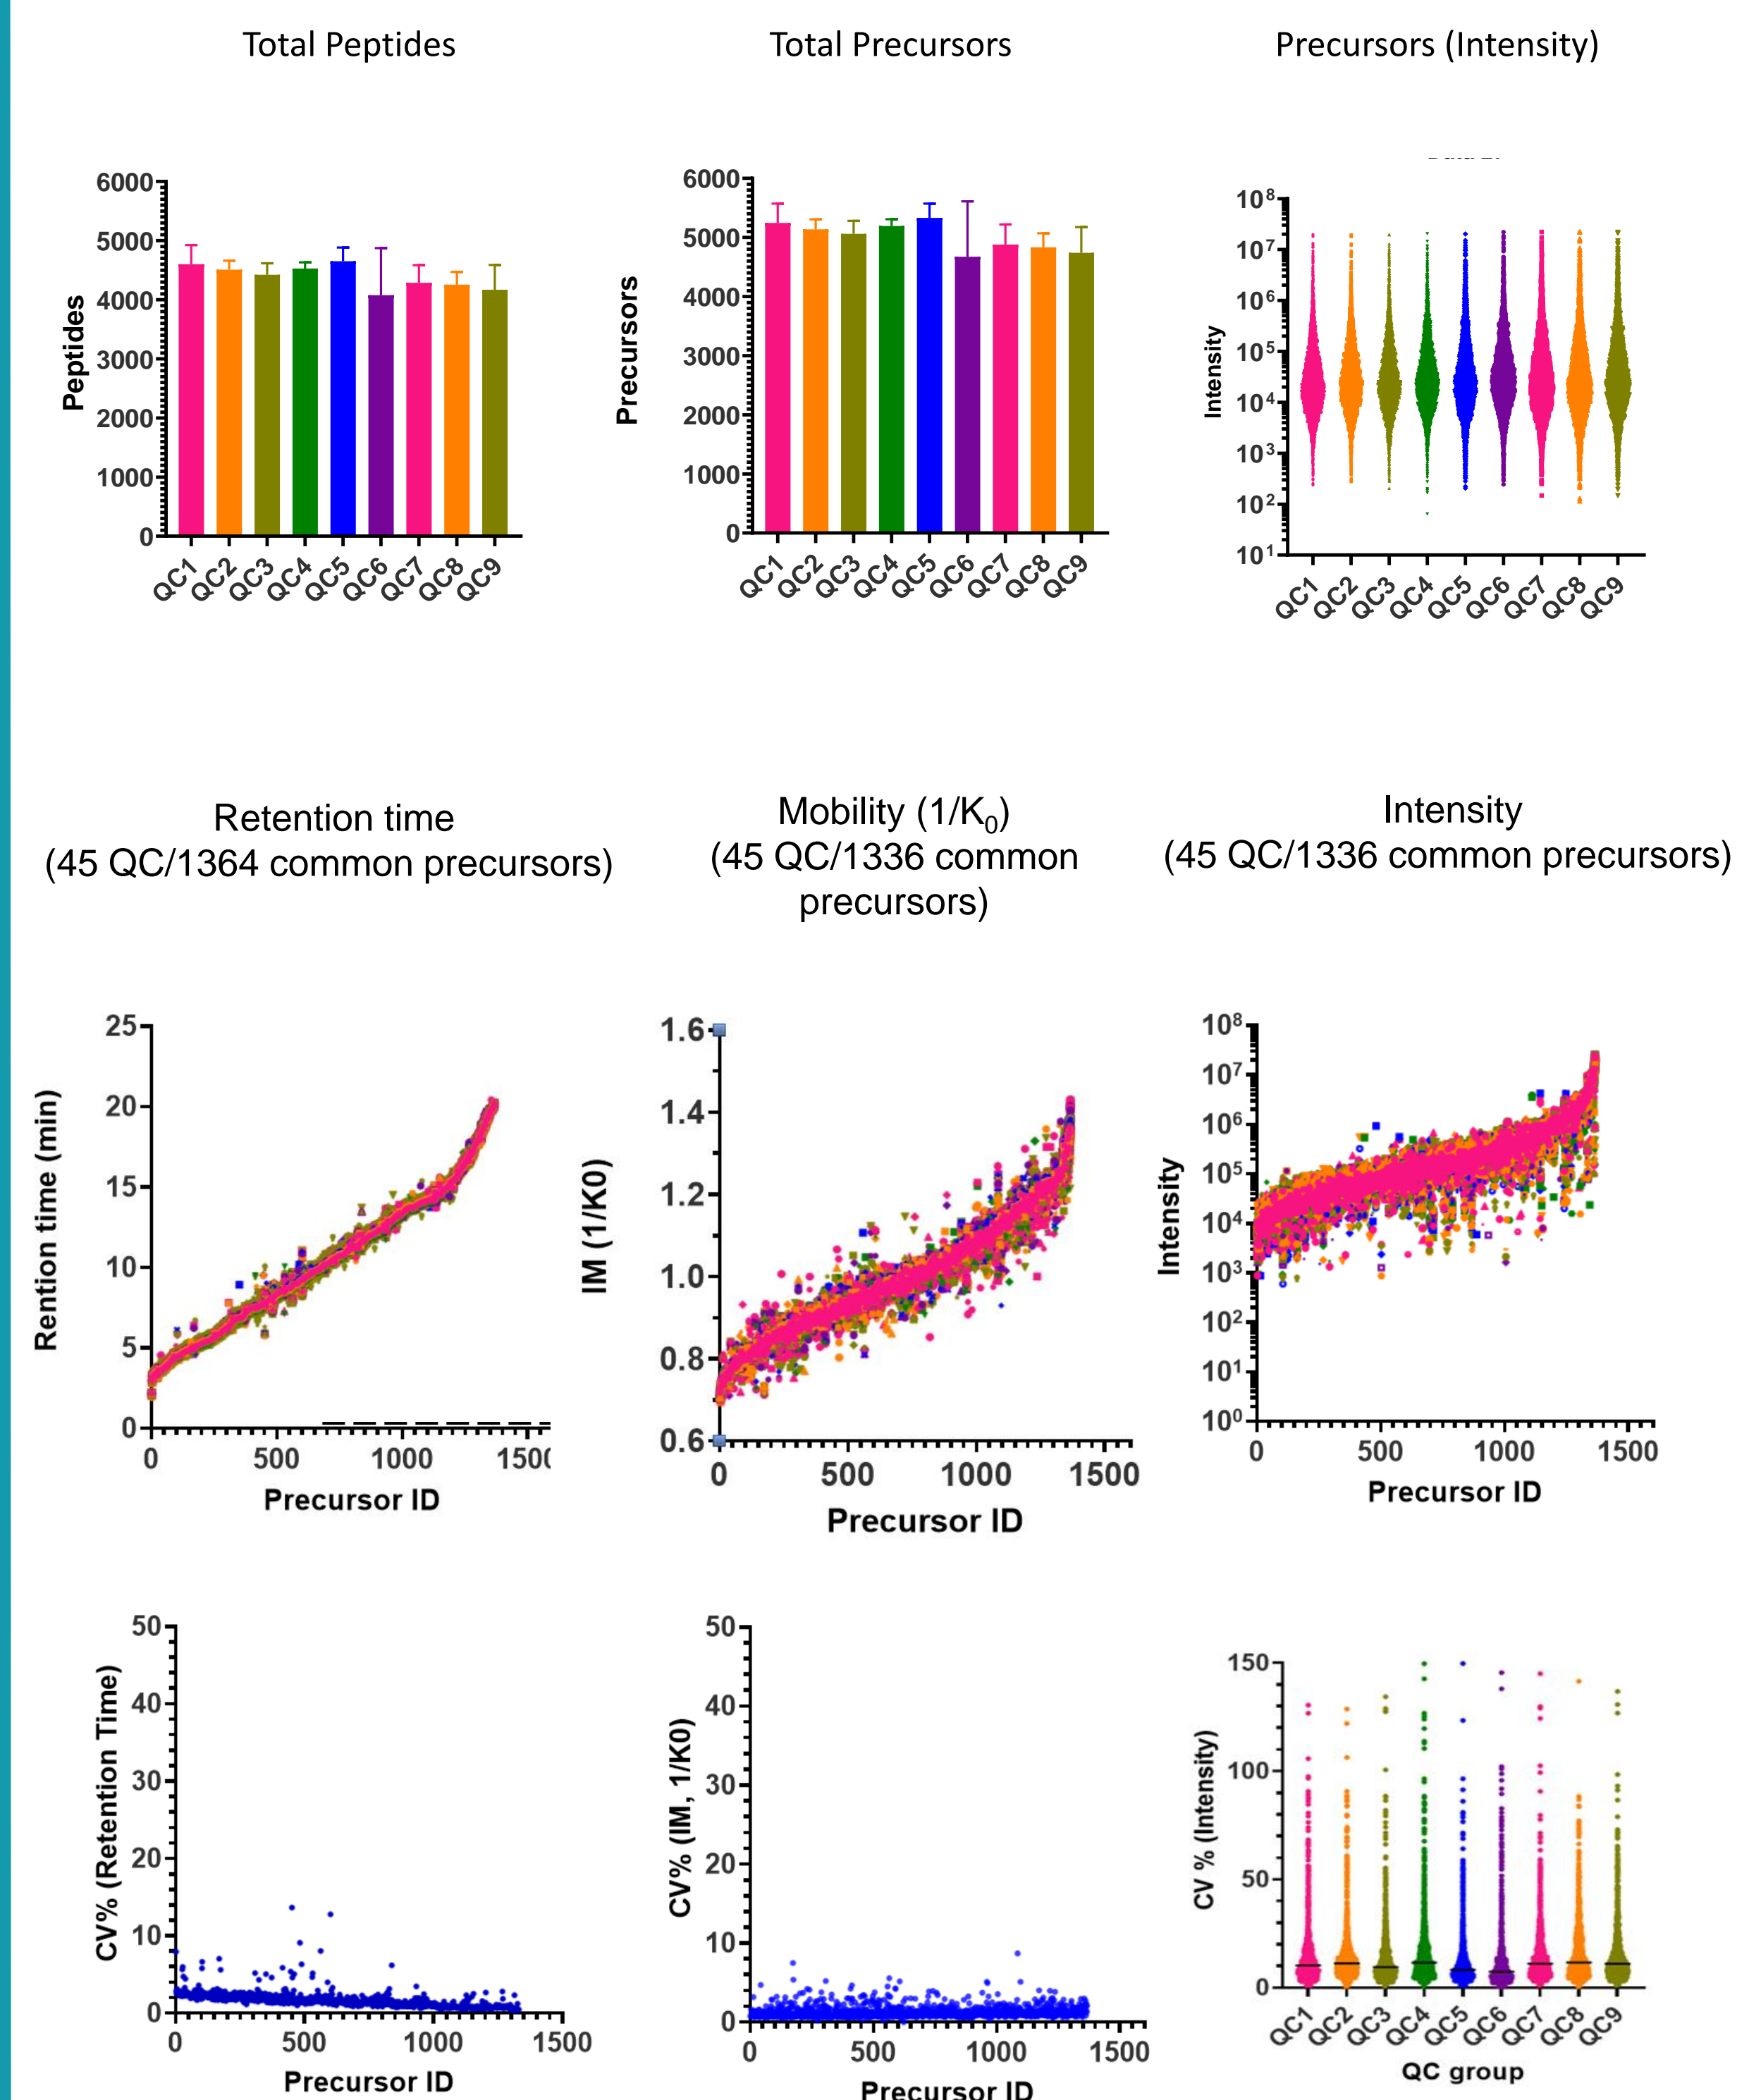 Total Peptides
Total Precursors
Precursors (Intensity)
6000
5000
4000
3000
2000
1000
0
Peptides
QC1
QC2
QC3
QC4
QC5
QC6
QC7
QC8
QC9
6000
5000
4000
3000
2000
1000
0
Precursors
QC1
QC2
QC3
QC4
QC5
QC6
QC7
QC8
QC9
10⁸
10⁷
10⁶
10⁵
10⁴
10³
10²
10¹
Intensity
QC1
QC2
QC3
QC4
QC5
QC6
QC7
QC8
QC9
Retention time
(45 QC/1364 common precursors)
Mobility (1/K₀)
(45 QC/1336 common
precursors)
Intensity
(45 QC/1336 common precursors)
25
20
15
10
5
0
Rention time (min)
0
500
1000
1500
Precursor ID
1.6
1.4
1.2
1.0
0.8
0.6
IM (1/K0)
0
500
1000
1500
Precursor ID
10⁸
10⁷
10⁶
10⁵
10⁴
10³
10²
10¹
10⁰
Intensity
0
500
1000
1500
Precursor ID
50
40
30
20
10
0
CV% (Retention Time)
0
500
1000
1500
Precursor ID
50
40
30
20
10
0
CV% (IM, 1/K0)
0
500
1000
1500
Precursor ID
150
100
50
0
CV % (Intensity)
QC1
QC2
QC3
QC4
QC5
QC6
QC7
QC8
QC9
QC group